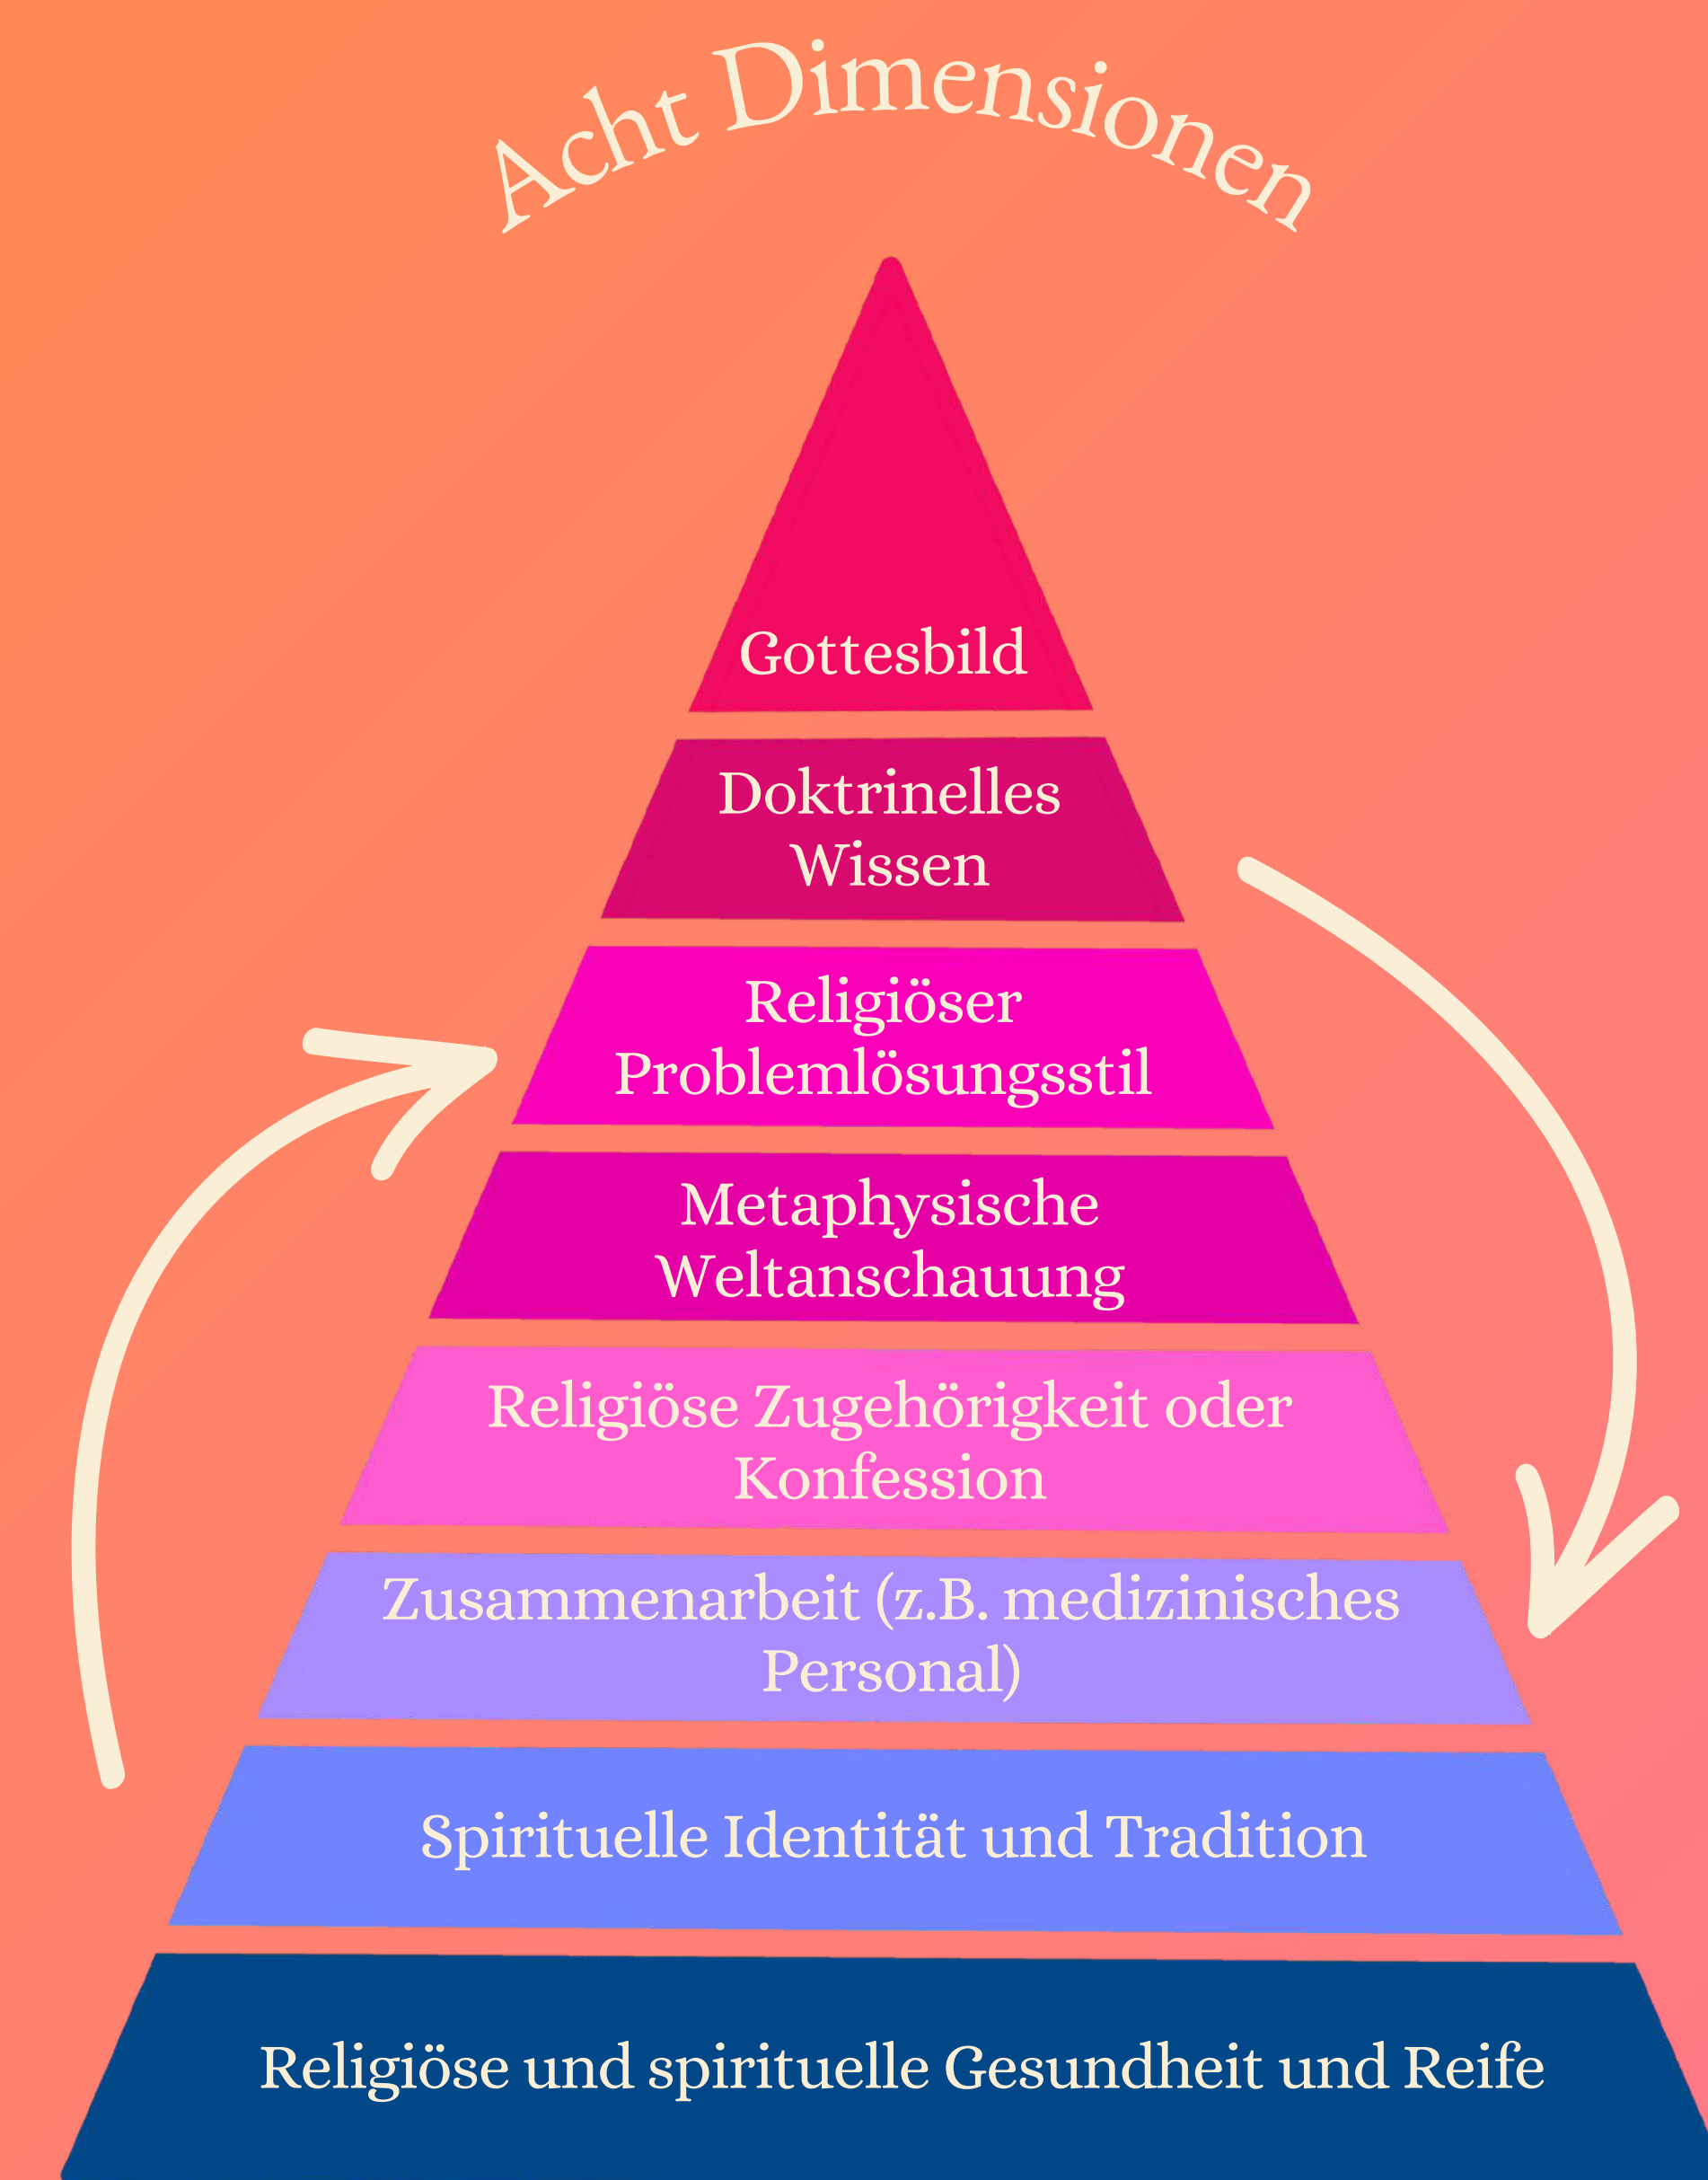 Acht Dimensionen
Gottesbild
Doktrinelles
Wissen
Religiöser
Problemlösungsstil
Metaphysische
Weltanschauung
Religiöse Zugehörigkeit oder
Konfession
Zusammenarbeit (z.B. medizinisches
Personal)
Spirituelle Identität und Tradition
Religiöse und spirituelle Gesundheit und Reife